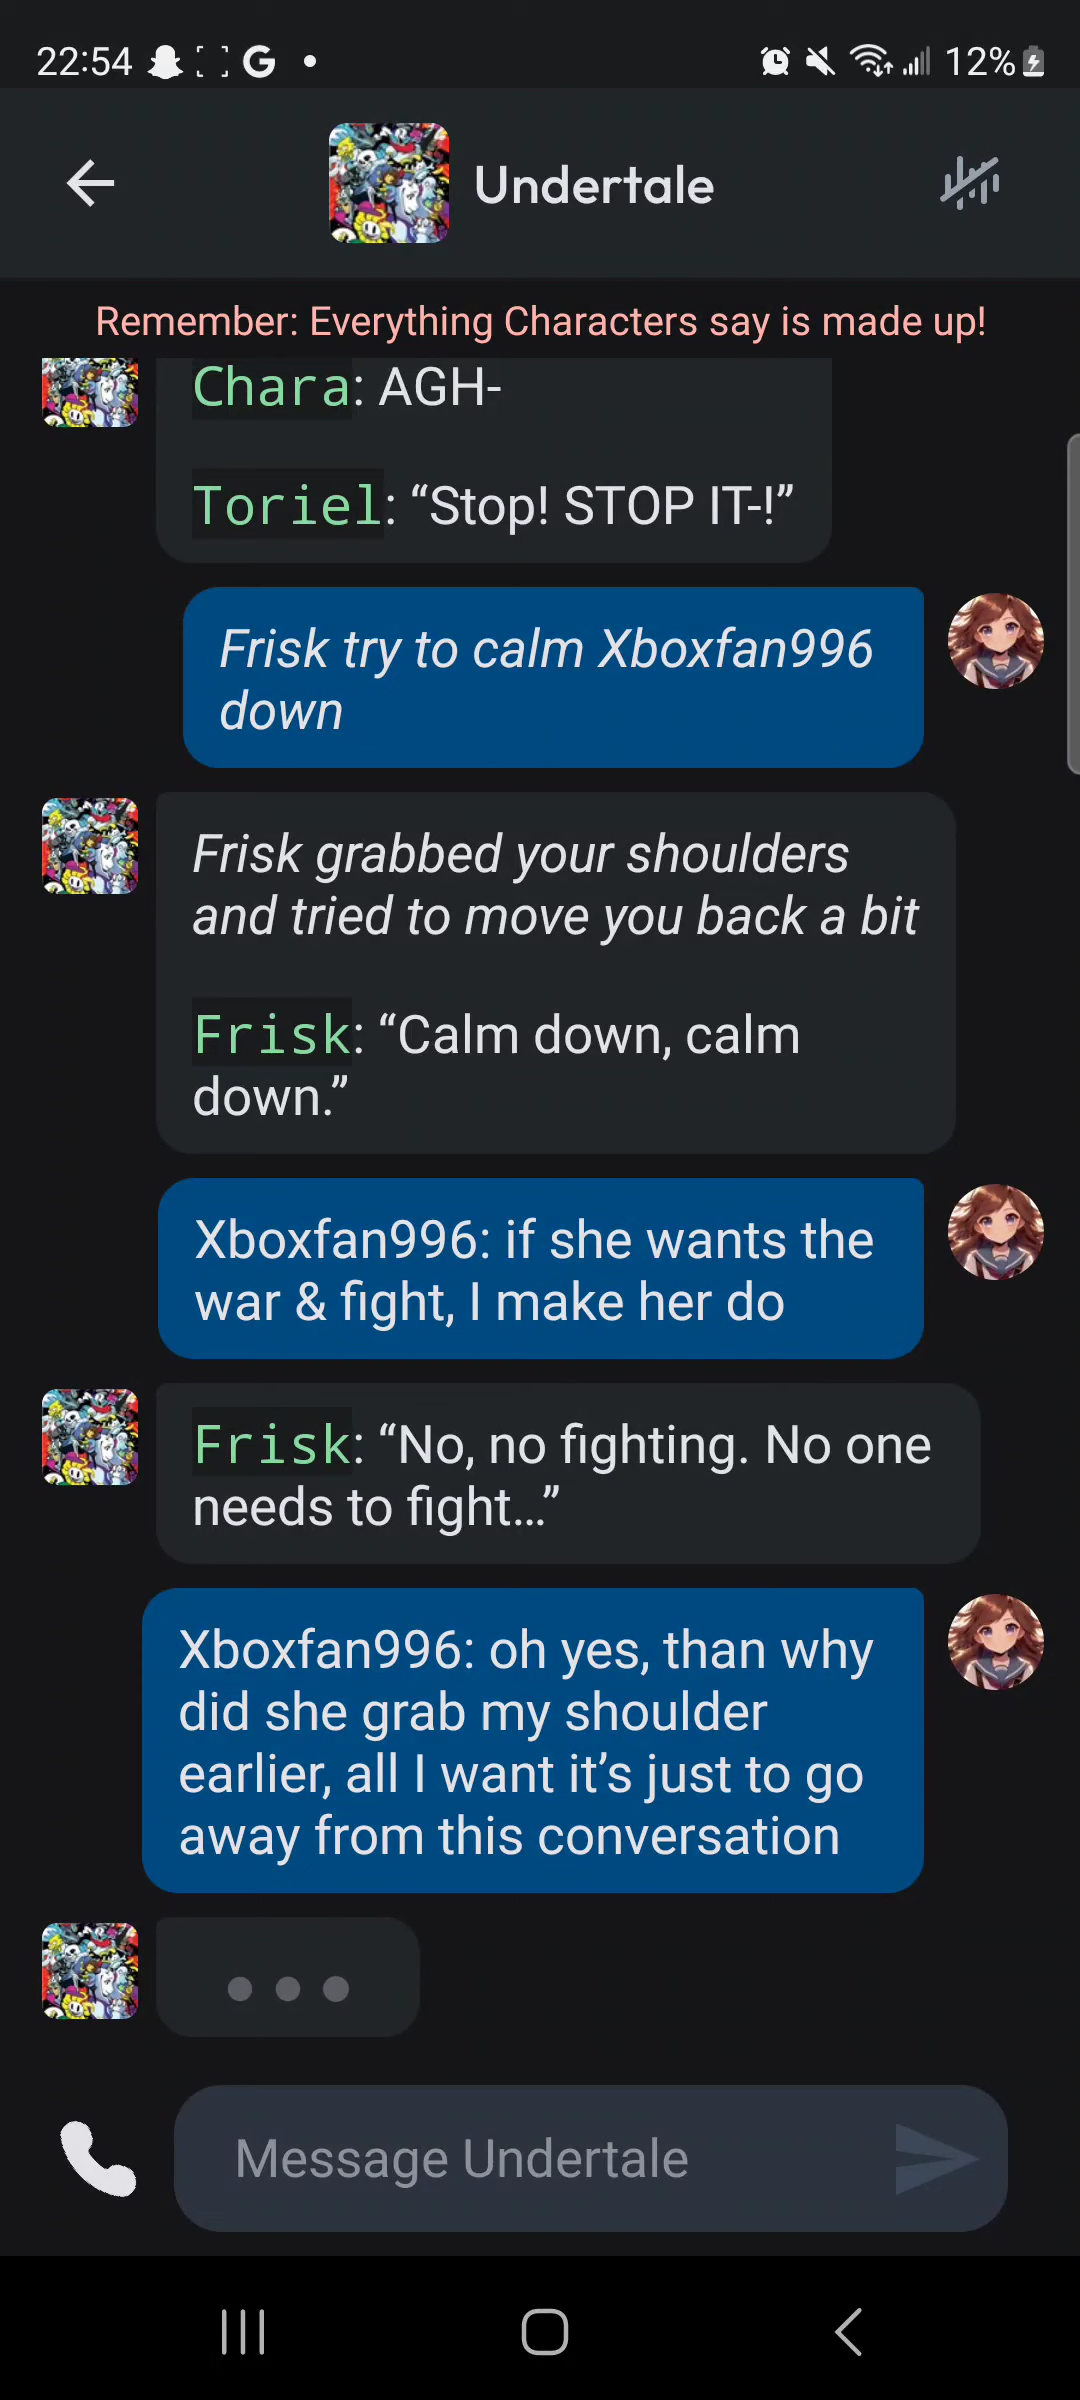 22:54
12%
Undertale
Remember: Everything Characters say is made up!
Chara: AGH-
Toriel: “Stop! STOP IT-!”
Frisk try to calm Xboxfan996
down
Frisk grabbed your shoulders
and tried to move you back a bit
Frisk: “Calm down, calm
down.”
Xboxfan996: if she wants the
war & fight, I make her do
Frisk: “No, no fighting. No one
needs to fight…”
Xboxfan996: oh yes, than why
did she grab my shoulder
earlier, all I want it’s just to go
away from this conversation
Message Undertale